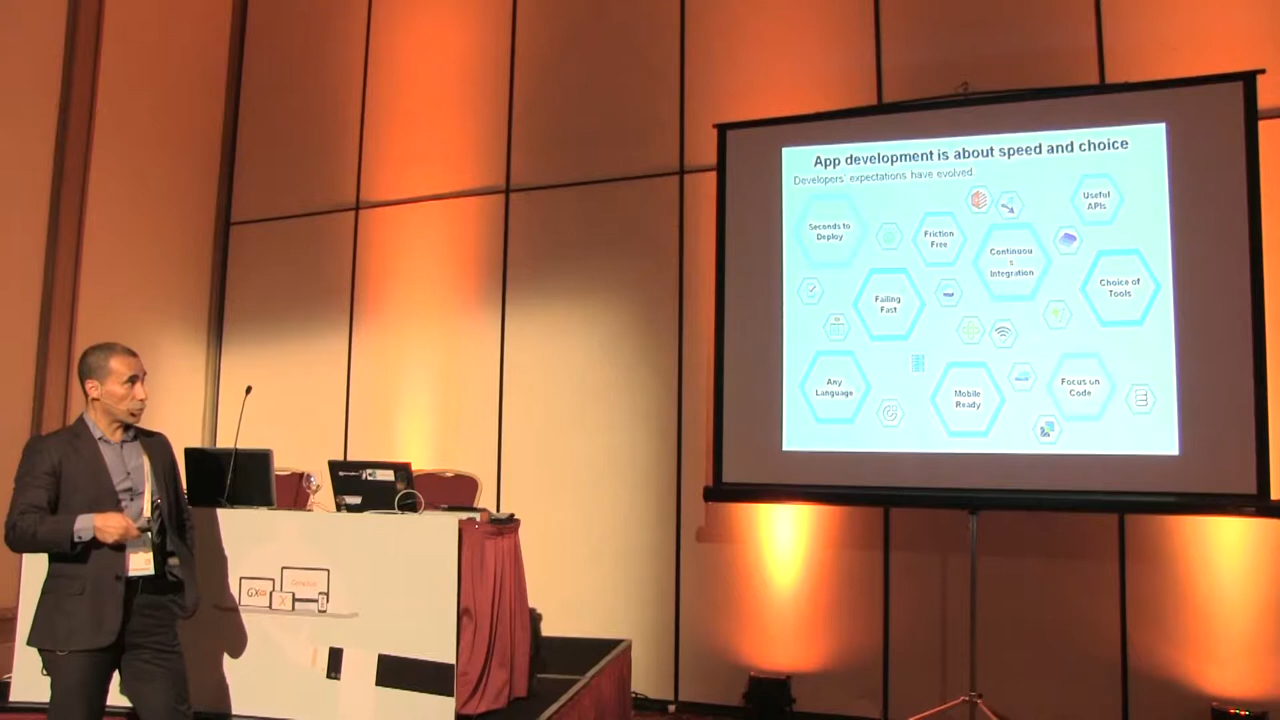 App development is about speed and choice
Developers' expectations have evolved.
Useful
APIs
Seconds to
Deploy
Friction
Free
Continuou
s
Integration
Choice of
Tools
Failing
Fast
Any
Language
Mobile
Ready
Focus on
Code
GX
X